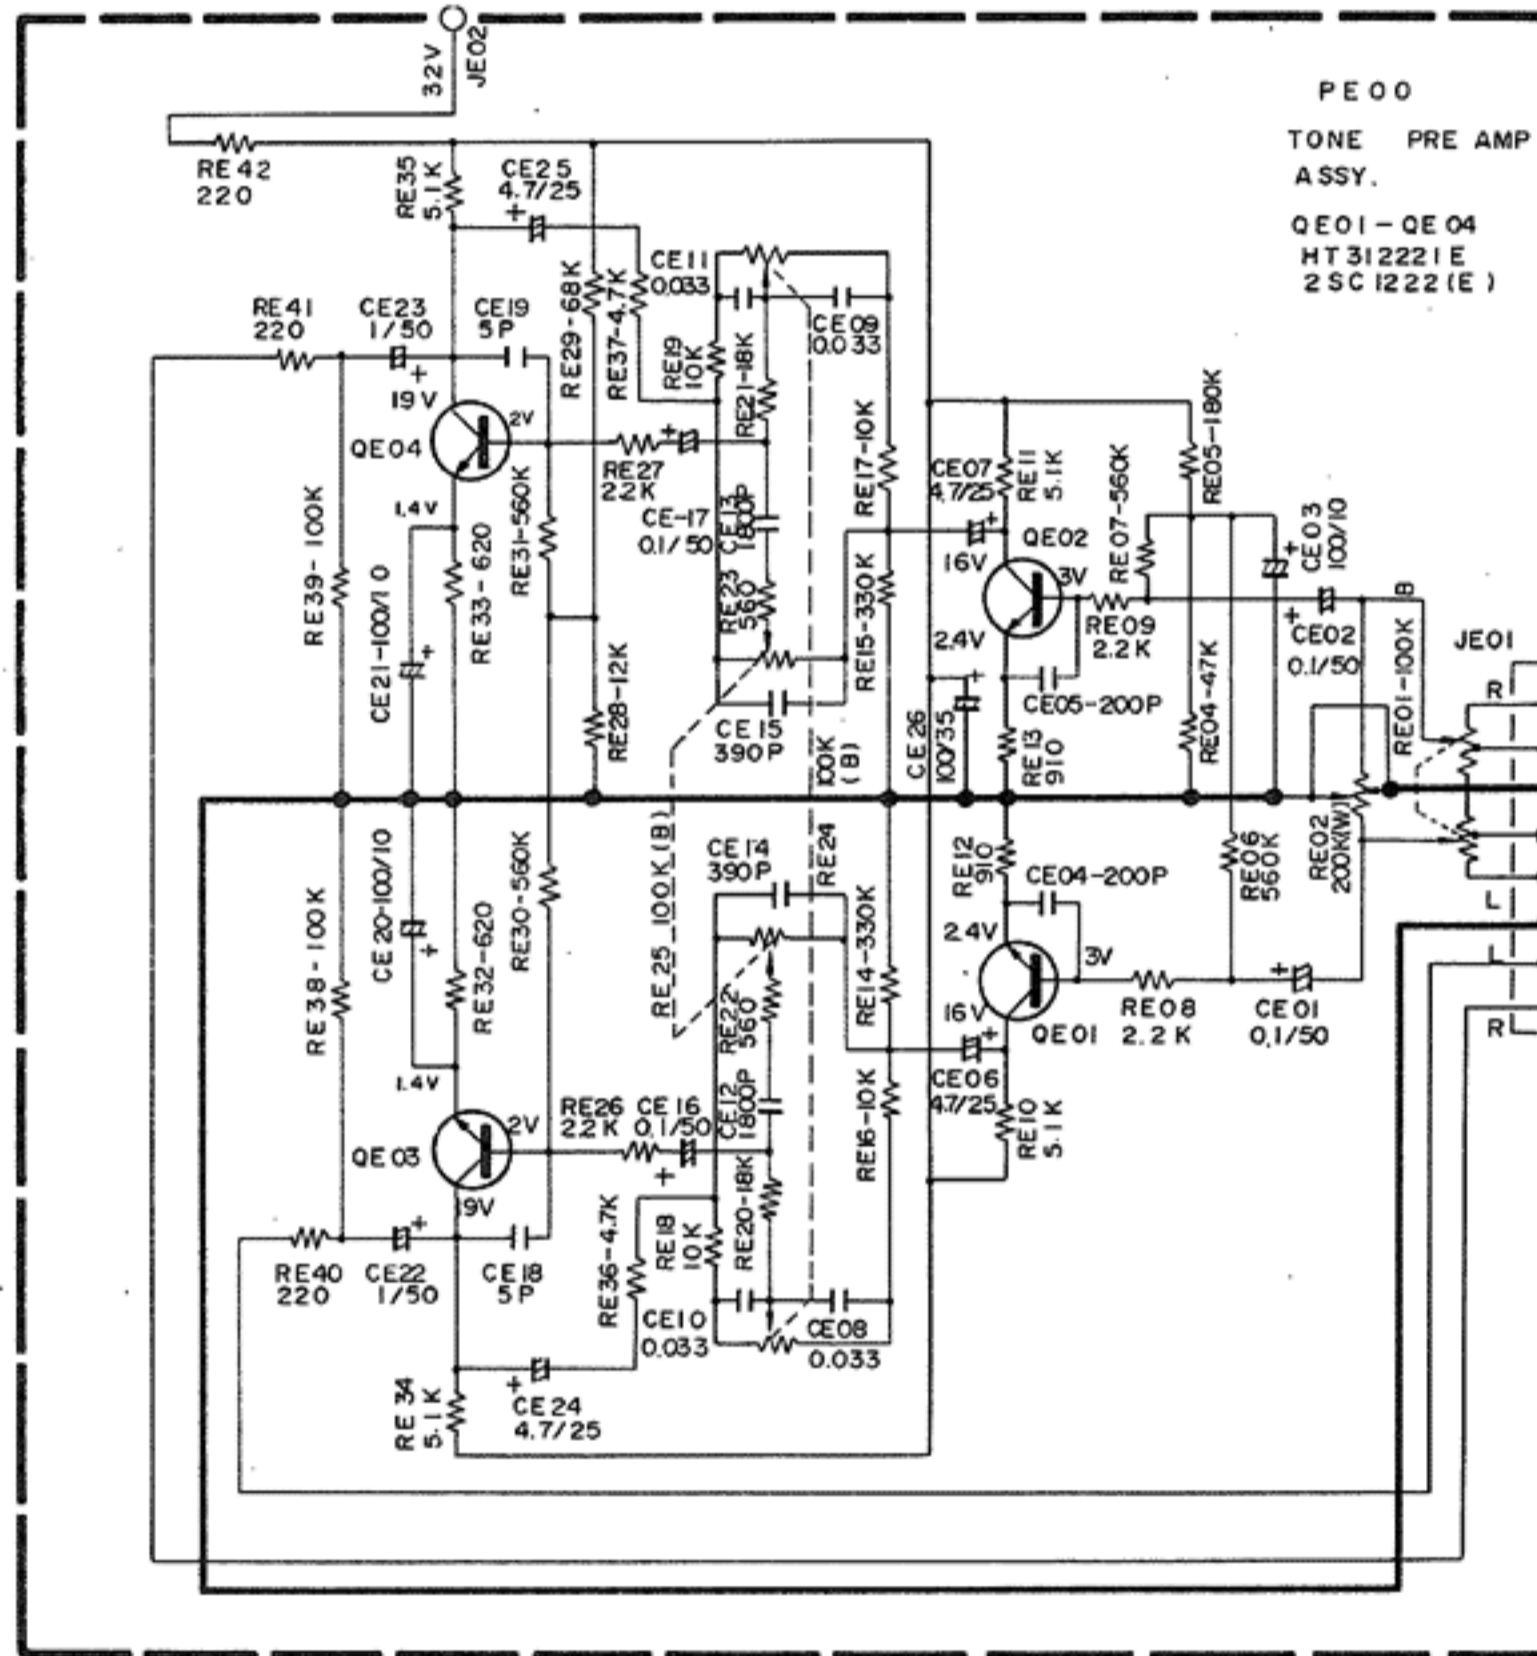 32V
JE02
PE00
TONE PRE AMP
ASSY.
QE01-QE04
HT312221E
2SC1222(E)
RE42
220
RE35
5.1K
CE25
4.7/25
RE41
220
CE23
1/50
CE19
5P
RE29-68K
RE37-4.7K
CE11
0.033
RE19
10K
RE21-18K
CE09
0.033
19V
2V
QE04
1.4V
RE27
2.2K
CE-17
0.1/50
CE13
1800P
RE17-10K
CE07
4.7/25
RE11
5.1K
RE05-180K
RE07-560K
QE02
16V
3V
2.4V
RE09
2.2K
CE03
100/10
CE02
0.1/50
B
RE01-100K
JE01
R
RE39-100K
CE21-100/10
RE33-620
RE31-560K
RE28-12K
RE23
560
RE15-330K
CE15
390P
100K
(B)
CE26
100/35
CE05-200P
RE13
910
RE04-47K
RE38-100K
CE20-100/10
RE32-620
RE30-560K
RE25 100K(B)
CE14
390P
RE24
RE14-330K
RE12
910
CE04-200P
RE06
560K
RE02
200K(W)
L
L
R
2.4V
3V
16V
QE01
RE08
2.2K
CE01
0.1/50
RE22
560
CE12
1800P
CE06
4.7/25
RE10
5.1K
RE16-10K
1.4V
2V
QE03
19V
RE26
2.2K
CE16
0.1/50
RE20-18K
RE18
10K
RE36-4.7K
RE40
220
CE22
1/50
CE18
5P
CE10
0.033
CE08
0.033
RE34
5.1K
CE24
4.7/25